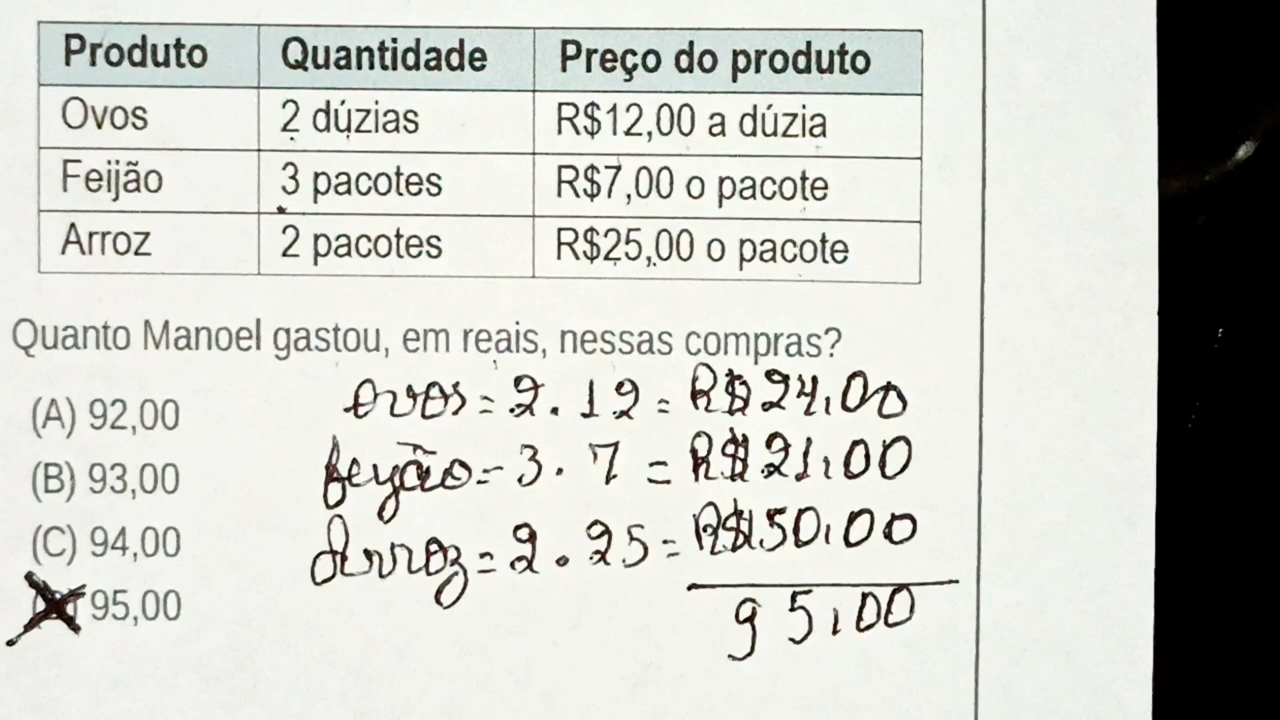 Produto Quantidade Preço do produto
Ovos 2 dúzias R$12,00 a dúzia
Feijão 3 pacotes R$7,00 o pacote
Arroz 2 pacotes R$25,00 o pacote
Quanto Manoel gastou, em reais, nessas compras?
(A) 92,00
(B) 93,00
(C) 94,00
95,00
ovos = 2 . 12 = R$ 24,00
feijão = 3 . 7 = R$ 21,00
Arroz = 2 . 25 = R$ 50,00
95,00